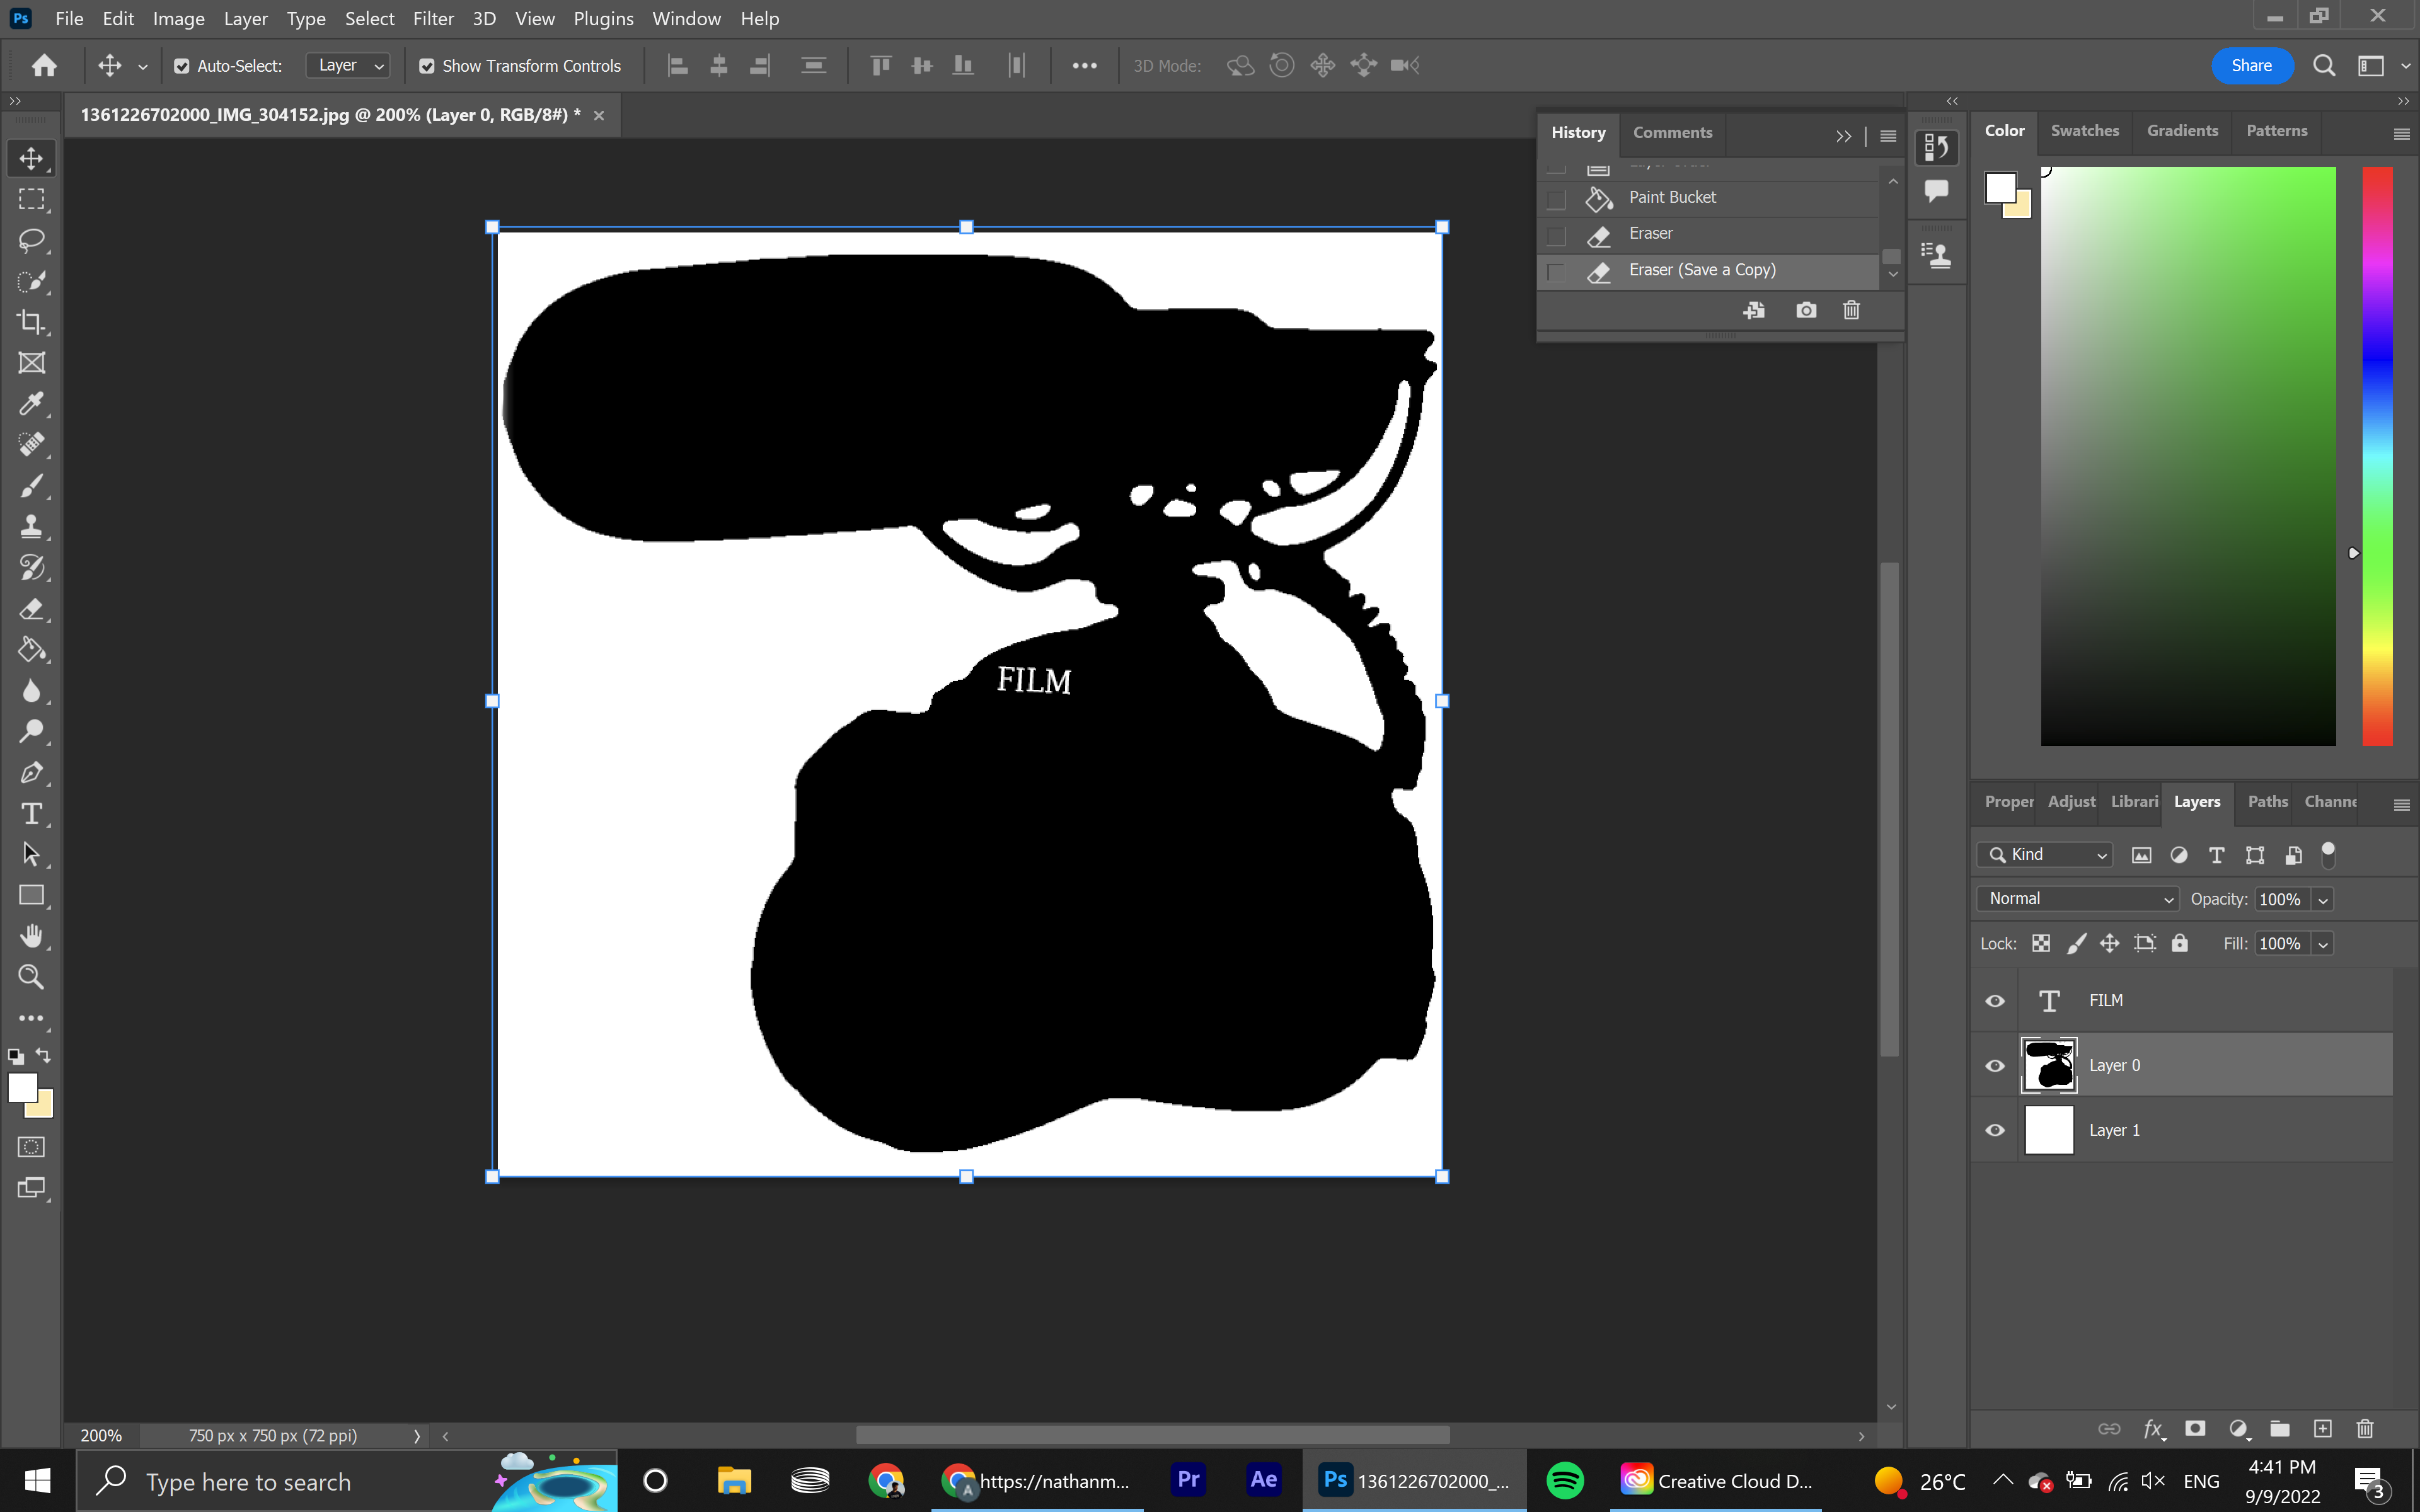 Ps File Edit Image Layer Type Select Filter 3D View Plugins Window Help
Auto-Select: Layer Show Transform Controls 3D Mode: Share
1361226702000_IMG_304152.jpg @ 200% (Layer 0, RGB/8#) *
History Comments
Paint Bucket
Eraser
Eraser (Save a Copy)
Color Swatches Gradients Patterns
FILM
Proper Adjust Librari Layers Paths Channe
Kind
Normal Opacity: 100%
Lock: Fill: 100%
FILM
Layer 0
Layer 1
200% 750 px x 750 px (72 ppi)
Type here to search
https://nathanm... Pr Ae Ps 1361226702000_... Creative Cloud D... 26°C ENG
4:41 PM
9/9/2022
3